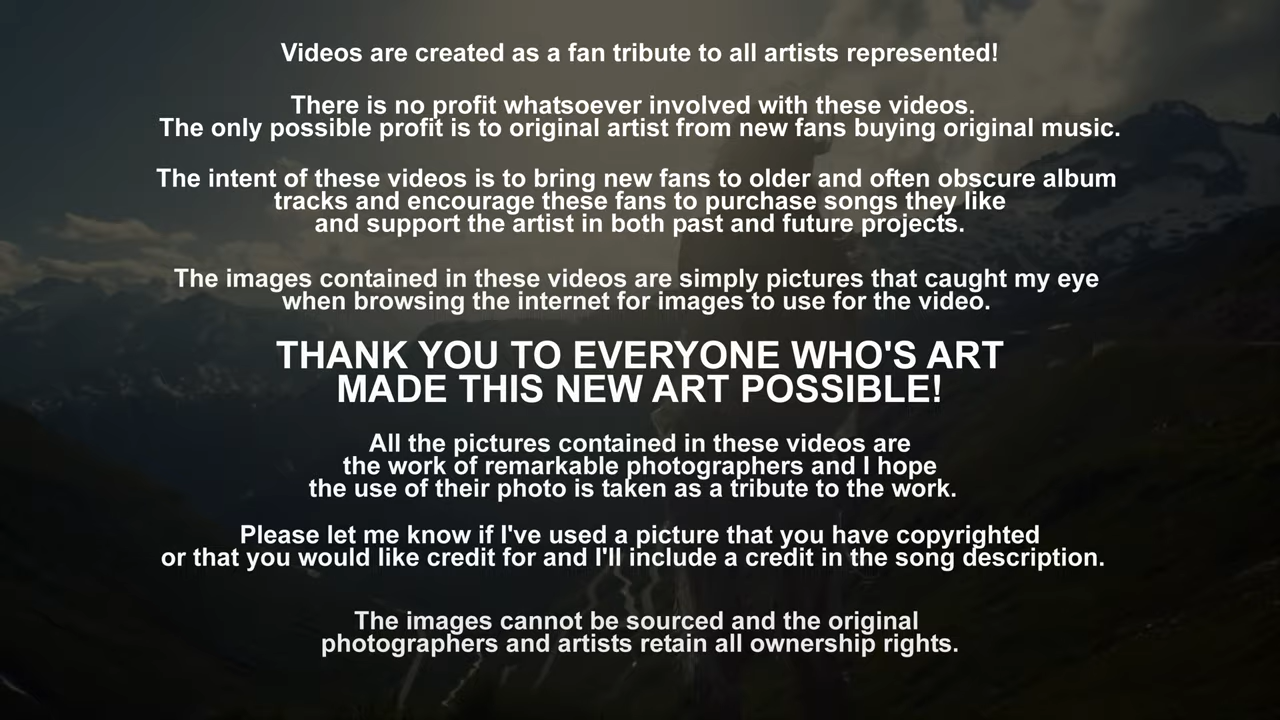 Videos are created as a fan tribute to all artists represented!
There is no profit whatsoever involved with these videos.
The only possible profit is to original artist from new fans buying original music.
The intent of these videos is to bring new fans to older and often obscure album
tracks and encourage these fans to purchase songs they like
and support the artist in both past and future projects.
The images contained in these videos are simply pictures that caught my eye
when browsing the internet for images to use for the video.
THANK YOU TO EVERYONE WHO'S ART
MADE THIS NEW ART POSSIBLE!
All the pictures contained in these videos are
the work of remarkable photographers and I hope
the use of their photo is taken as a tribute to the work.
Please let me know if I've used a picture that you have copyrighted
or that you would like credit for and I'll include a credit in the song description.
The images cannot be sourced and the original
photographers and artists retain all ownership rights.